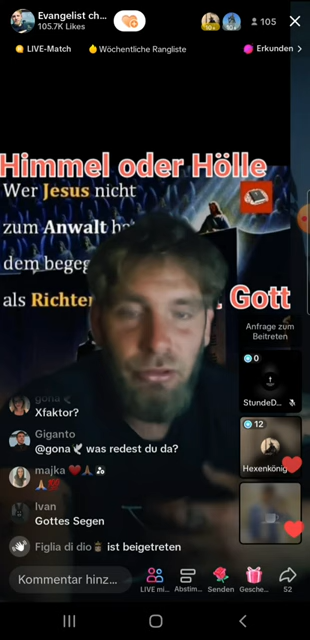 Evangelist ch...
105.7K Likes
105
LIVE-Match
Wöchentliche Rangliste
Erkunden
Himmel oder Hölle
Wer Jesus nicht
zum Anwalt
dem
als Richter
Gott
Anfrage zum
Beitreten
0
StundeD...
12
Hexenkönig
gona
Xfaktor?
Giganto
@gona 🕊 was redest du da?
majka ❤️🙏🏽
🙏🏽💯
Ivan
Gottes Segen
Figlia di dio ist beigetreten
Kommentar hinz...
LIVE mi...
Abstim...
Senden
Gesche...
52